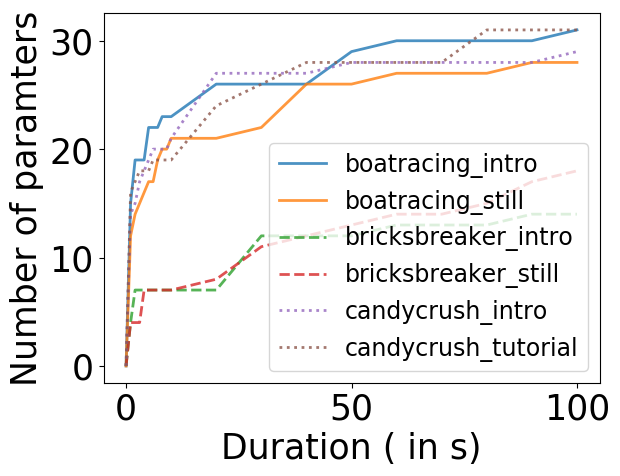 Number of paramters
30
20
10
0
boatracing_intro
boatracing_still
bricksbreaker_intro
bricksbreaker_still
candycrush_intro
candycrush_tutorial
0 50 100
Duration ( in s)